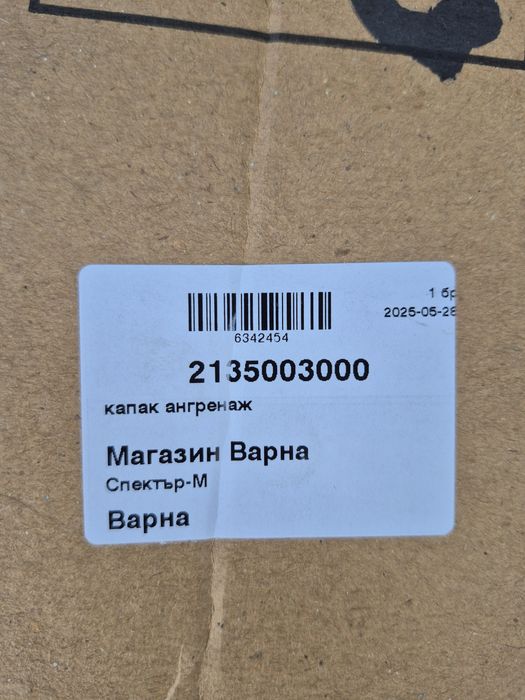 1 бр
2025-05-28
6342454
2135003000
капак ангренаж
Магазин Варна
Спектър-М
Варна